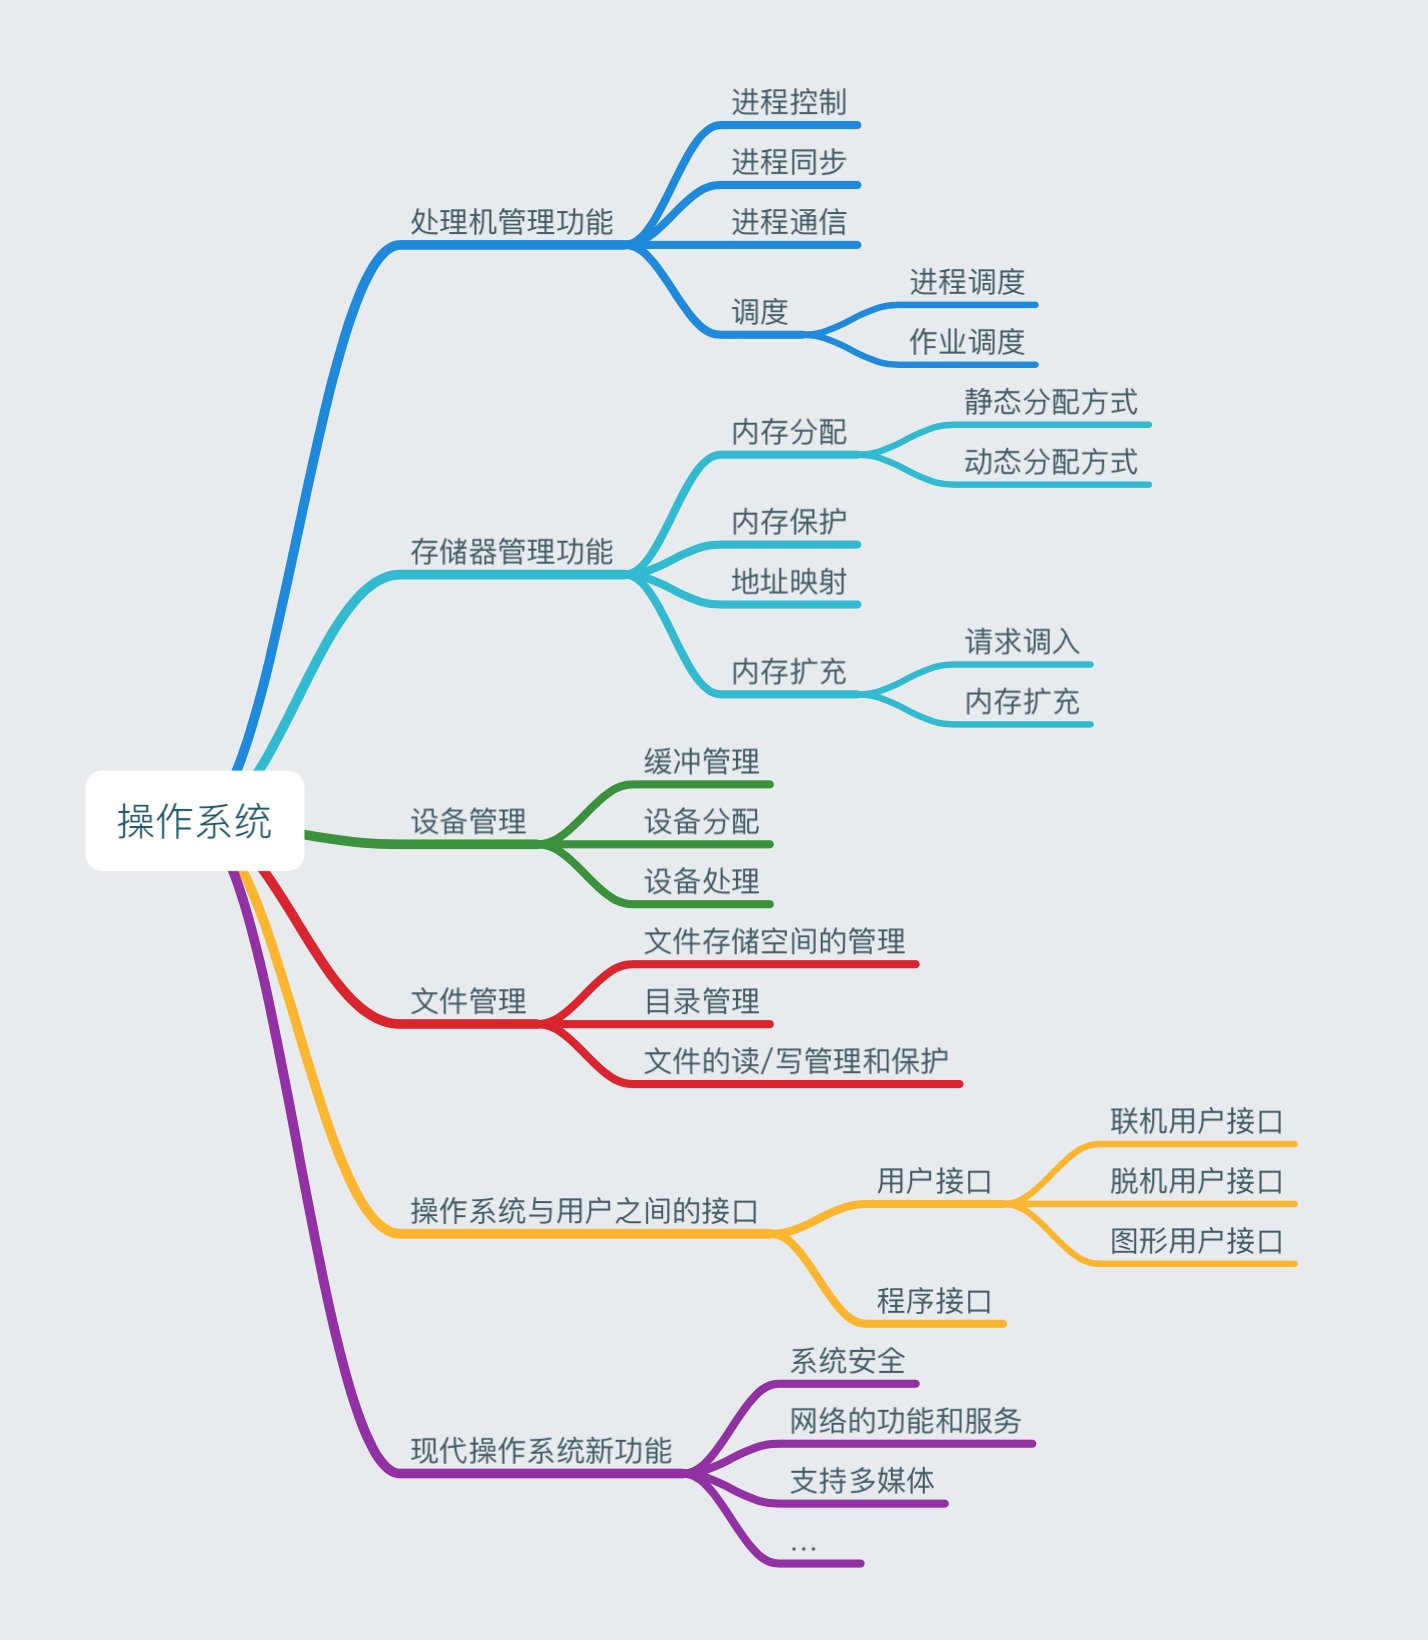 操作系统
处理机管理功能
进程控制
进程同步
进程通信
调度
进程调度
作业调度
存储器管理功能
内存分配
静态分配方式
动态分配方式
内存保护
地址映射
内存扩充
请求调入
内存扩充
设备管理
缓冲管理
设备分配
设备处理
文件管理
文件存储空间的管理
目录管理
文件的读/写管理和保护
操作系统与用户之间的接口
用户接口
联机用户接口
脱机用户接口
图形用户接口
程序接口
现代操作系统新功能
系统安全
网络的功能和服务
支持多媒体
...